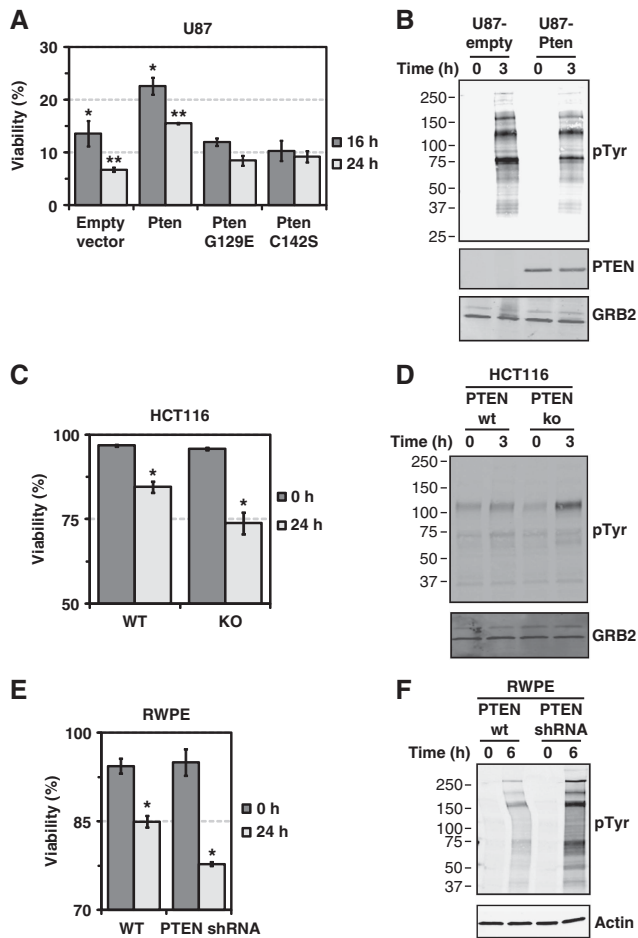 A
U87
Viability (%)
30
20
10
0
*
**
*
**
Empty vector
Pten
Pten G129E
Pten C142S
16 h
24 h
B
U87-empty
U87-Pten
Time (h) 0 3 0 3
250
150
100
75
50
37
25
pTyr
PTEN
GRB2
C
HCT116
Viability (%)
100
75
50
*
*
WT
KO
0 h
24 h
D
HCT116
PTEN wt
PTEN ko
Time (h) 0 3 0 3
250
150
100
75
50
37
pTyr
GRB2
E
RWPE
Viability (%)
100
85
70
*
*
WT
PTEN shRNA
0 h
24 h
F
RWPE
PTEN wt
PTEN shRNA
Time (h) 0 6 0 6
250
150
100
75
50
37
pTyr
Actin